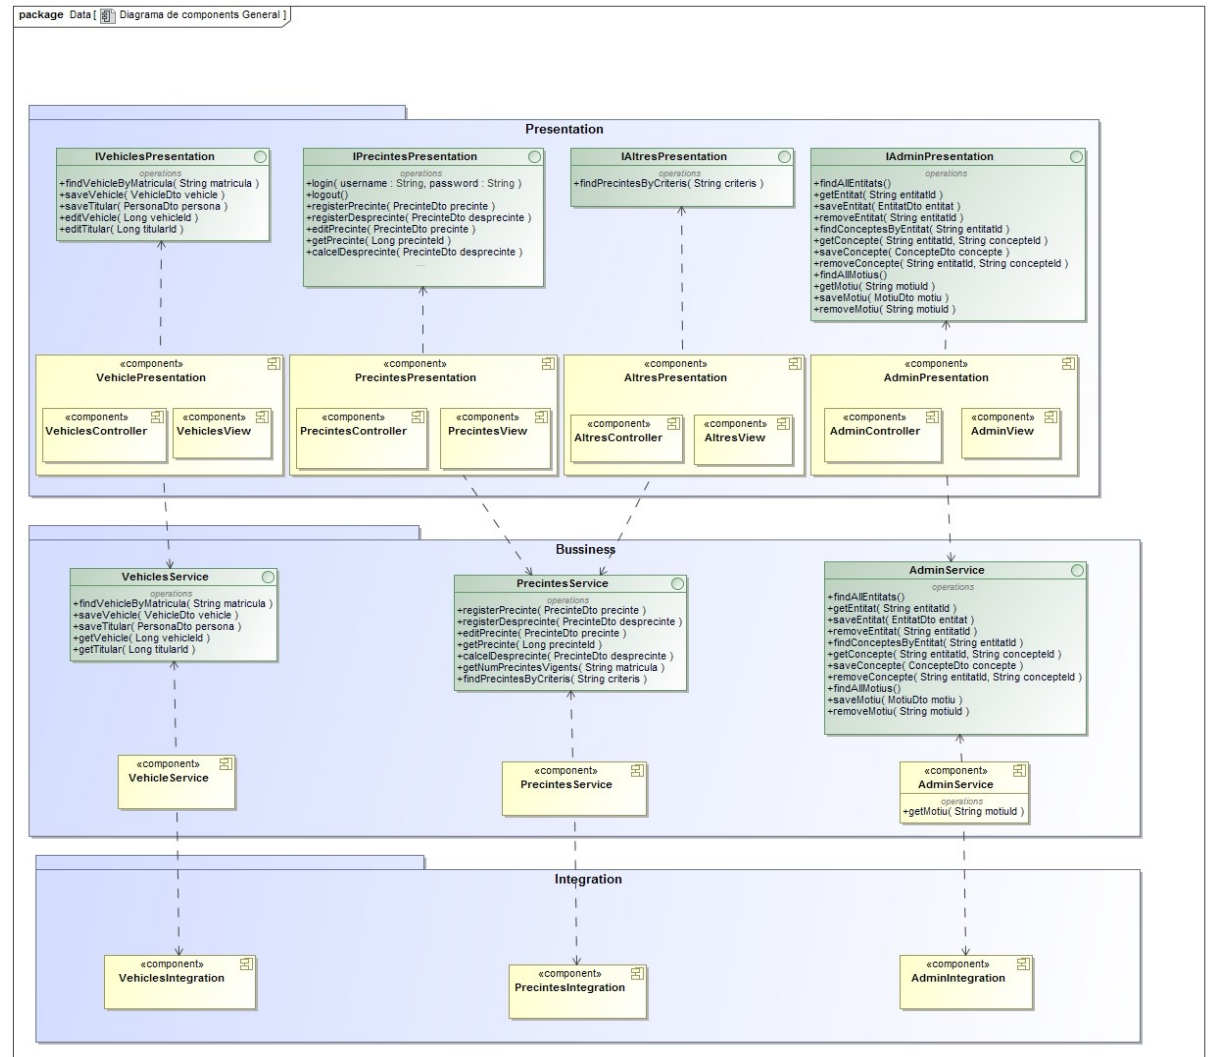 package Data [ Diagrama de components General ]
Presentation
IVehiclesPresentation
operations
+findVehicleByMatricula( String matricula )
+saveVehicle( VehicleDto vehicle )
+saveTitular( PersonaDto persona )
+editVehicle( Long vehicleId )
+editTitular( Long titularId )
IPrecintesPresentation
operations
+login( username : String, password : String )
+logout()
+registerPrecinte( PrecinteDto precinte )
+registerDesprecinte( PrecinteDto desprecinte )
+editPrecinte( PrecinteDto precinte )
+getPrecinte( Long precinteId )
+calcelDesprecinte( PrecinteDto desprecinte )
...
IAltresPresentation
operations
+findPrecintesByCriteris( String criteris )
IAdminPresentation
operations
+findAllEntitats()
+getEntitat( String entitatId )
+saveEntitat( EntitatDto entitat )
+removeEntitat( String entitatId )
+findConceptesByEntitat( String entitatId )
+getConcepte( String entitatId, String concepteId )
+saveConcepte( ConcepteDto concepte )
+removeConcepte( String entitatId, String concepteId )
+findAllMotius()
+getMotiu( String motiuId )
+saveMotiu( MotiuDto motiu )
+removeMotiu( String motiuId )
«component»
VehiclePresentation
«component»
VehiclesController
«component»
VehiclesView
«component»
PrecintesPresentation
«component»
PrecintesController
«component»
PrecintesView
«component»
AltresPresentation
«component»
AltresController
«component»
AltresView
«component»
AdminPresentation
«component»
AdminController
«component»
AdminView
Bussiness
VehiclesService
operations
+findVehicleByMatricula( String matricula )
+saveVehicle( VehicleDto vehicle )
+saveTitular( PersonaDto persona )
+getVehicle( Long vehicleId )
+getTitular( Long titularId )
PrecintesService
operations
+registerPrecinte( PrecinteDto precinte )
+registerDesprecinte( PrecinteDto desprecinte )
+editPrecinte( PrecinteDto precinte )
+getPrecinte( Long precinteId )
+calcelDesprecinte( PrecinteDto desprecinte )
+getNumPrecintesVigents( String matricula )
+findPrecintesByCriteris( String criteris )
AdminService
operations
+findAllEntitats()
+getEntitat( String entitatId )
+saveEntitat( EntitatDto entitat )
+removeEntitat( String entitatId )
+findConceptesByEntitat( String entitatId )
+getConcepte( String entitatId, String concepteId )
+saveConcepte( ConcepteDto concepte )
+removeConcepte( String entitatId, String concepteId )
+findAllMotius()
+saveMotiu( MotiuDto motiu )
+removeMotiu( String motiuId )
«component»
VehicleService
«component»
PrecintesService
«component»
AdminService
operations
+getMotiu( String motiuId )
Integration
«component»
VehiclesIntegration
«component»
PrecintesIntegration
«component»
AdminIntegration